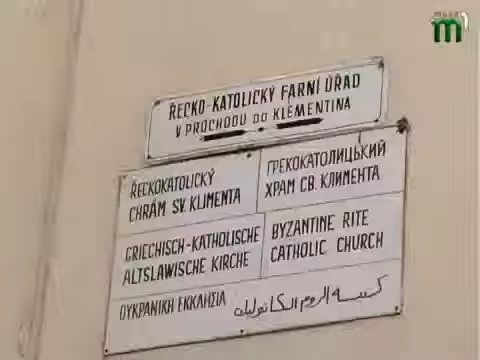 ŘECKO-KATOLICKÝ FARNÍ ÚŘAD
V PRŮCHODU DO KLEMENTINA
ŘECKOKATOLICKÝ
CHRÁM SV. KLIMENTA
ГРЕКОКАТОЛИЦЬКИЙ
ХРАМ СВ. КЛИМЕНТА
GRIECHISCH-KATHOLISCHE
ALTSLAWISCHE KIRCHE
BYZANTINE RITE
CATHOLIC CHURCH
ΟΥΚΡΑΝΙΚΗ ΕΚΚΛΗΣΙΑ
كنيسة الروم الكاثوليك
m